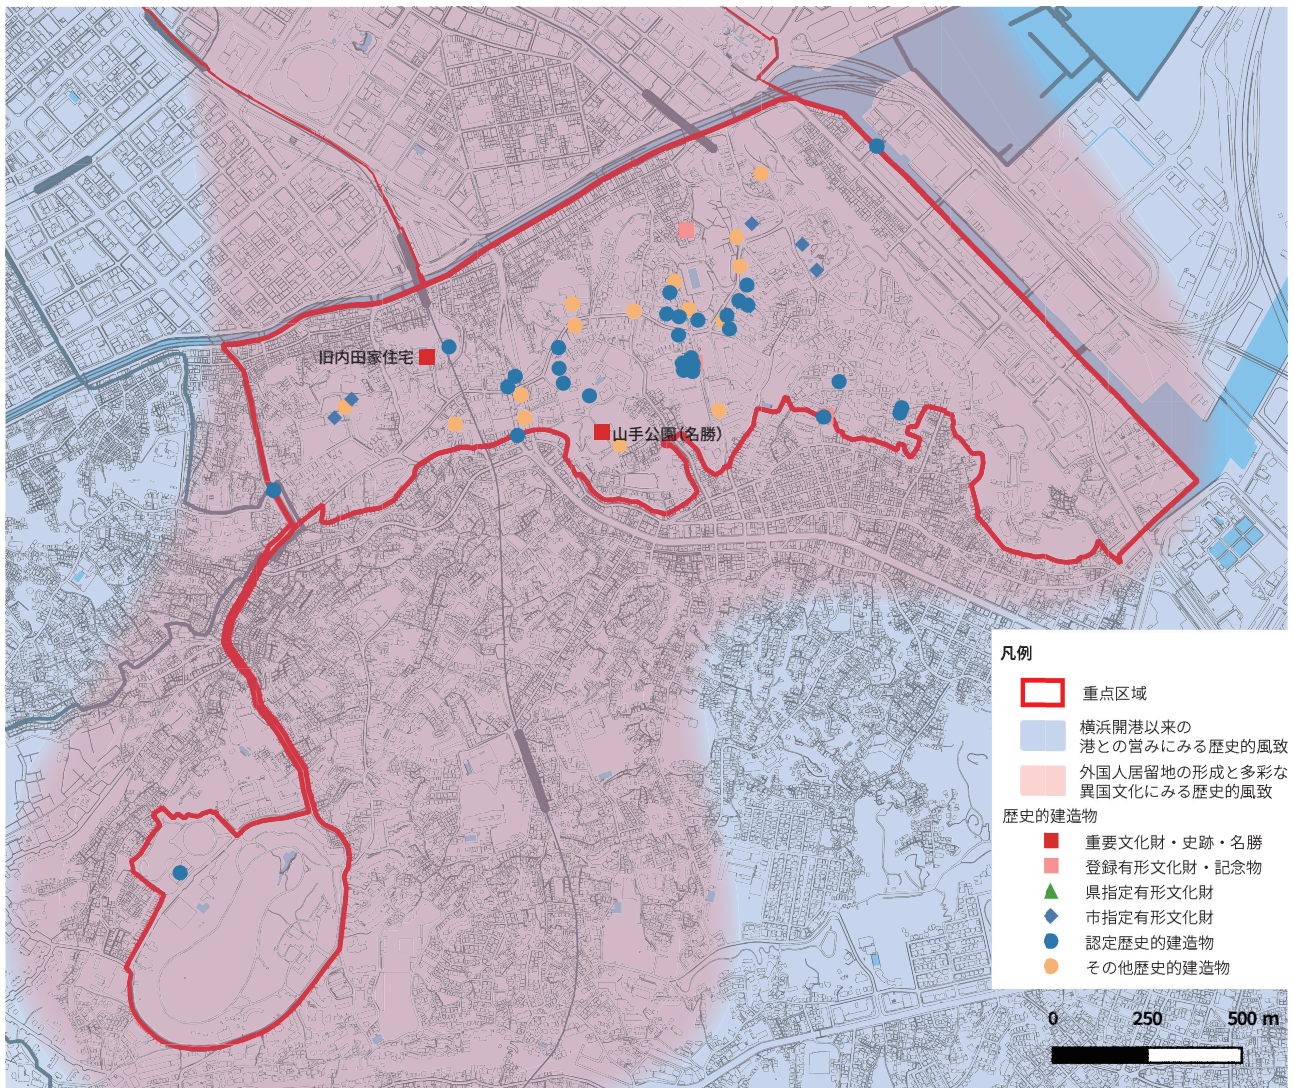 旧内田家住宅
山手公園(名勝)
凡例
重点区域
横浜開港以来の
港との営みにみる歴史的風致
外国人居留地の形成と多彩な
異国文化にみる歴史的風致
歴史的建造物
重要文化財・史跡・名勝
登録有形文化財・記念物
県指定有形文化財
市指定有形文化財
認定歴史的建造物
その他歴史的建造物
0 250 500 m